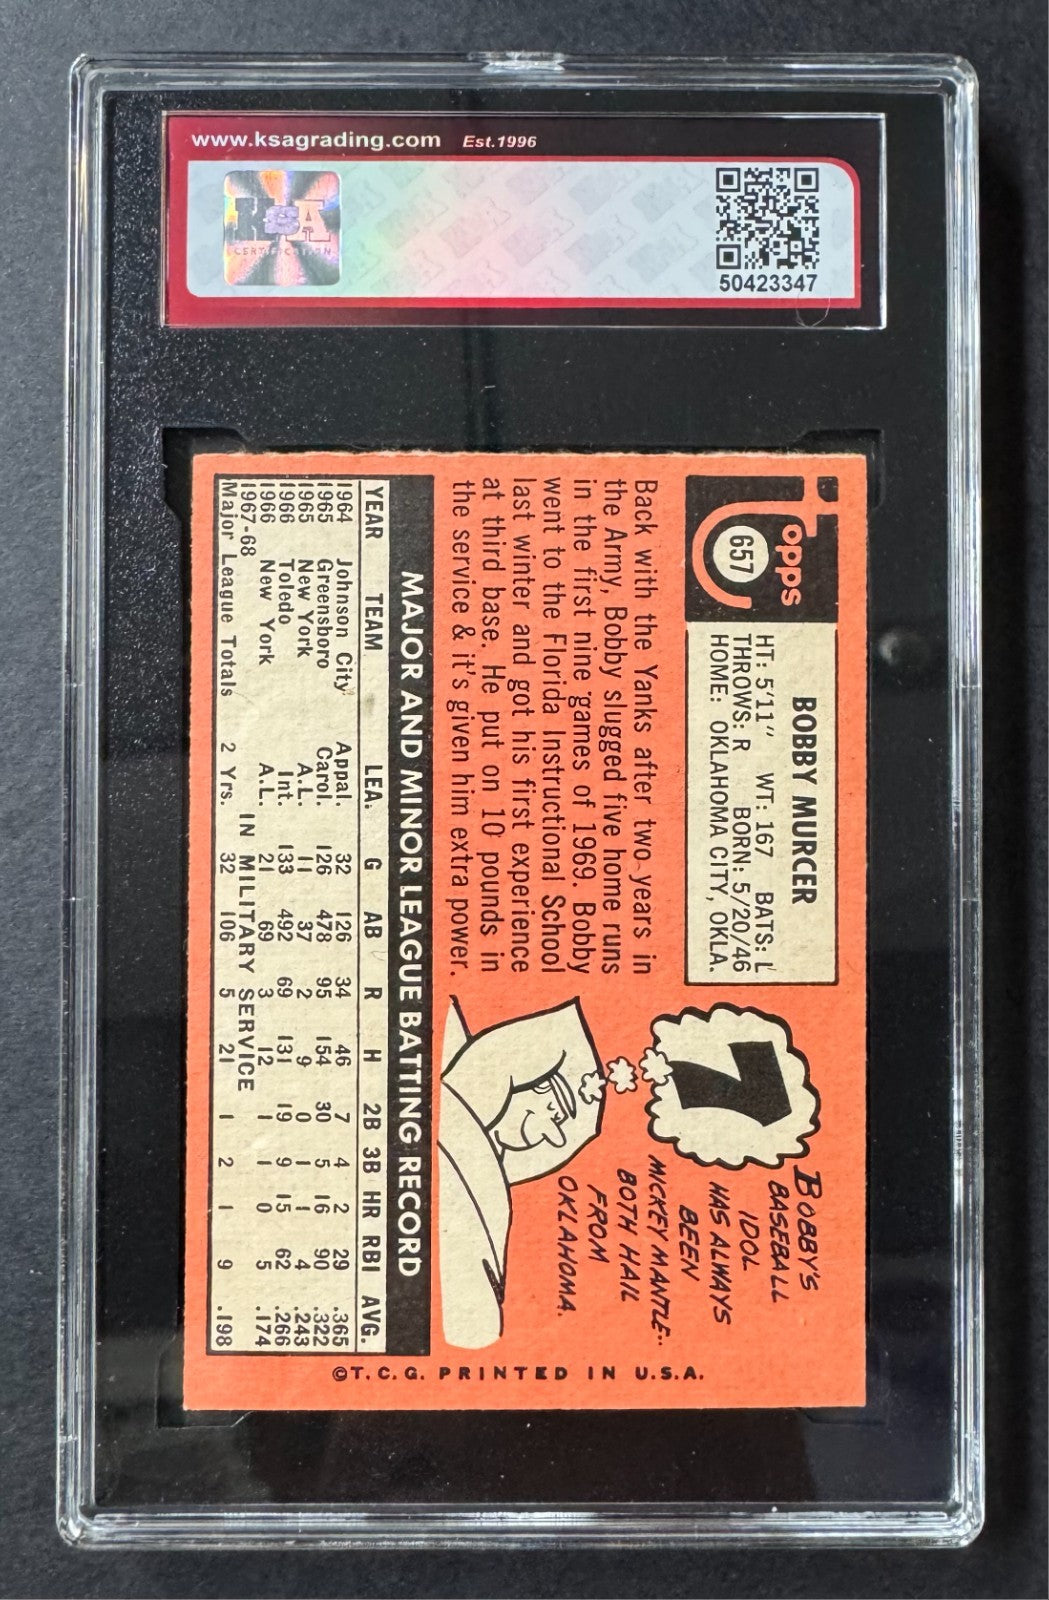 www.ksagrading.com Est.1996
KSA
CERTIFICATION
50423347
Topps
657
BOBBY MURCER
HT: 5'11" WT: 167 BATS: L
THROWS: R BORN: 5/20/46
HOME: OKLAHOMA CITY, OKLA.
Back with the Yanks after two years in
the Army, Bobby slugged five home runs
in the first nine games of 1969. Bobby
went to the Florida Instructional School
last winter and got his first experience
at third base. He put on 10 pounds in
the service & it's given him extra power.
7
BOBBY'S
BASEBALL
IDOL
HAS ALWAYS
BEEN
MICKEY MANTLE..
BOTH HAIL
FROM
OKLAHOMA.
MAJOR AND MINOR LEAGUE BATTING RECORD
YEAR TEAM LEA. G AB R H 2B 3B HR RBI AVG.
1964 Johnson City Appal. 32 126 34 46 7 4 2 29 .365
1965 Greensboro Carol. 126 478 95 154 30 5 16 90 .322
1965 New York A.L. 11 37 2 9 0 1 1 4 .243
1966 Toledo Int. 133 492 69 131 19 9 15 62 .266
1966 New York A.L. 21 69 3 12 1 1 0 5 .174
1967-68 IN MILITARY SERVICE
Major League Totals 2 Yrs. 32 106 5 21 1 2 1 9 .198
©T.C.G. PRINTED IN U.S.A.